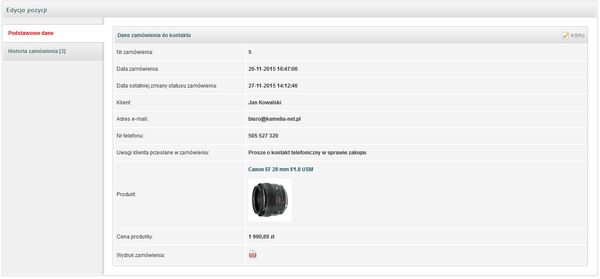 Edycja pozycji
Podstawowe dane
Historia zamówienia [3]
Dane zamówienia do kontaktu
edytuj
Nr zamówienia: 5
Data zamówienia: 26-11-2015 16:47:06
Data ostatniej zmiany statusu zamówienia: 27-11-2015 14:12:46
Klient: Jan Kowalski
Adres e-mail: biuro@kamelia-net.pl
Nr telefonu: 505 527 320
Uwagi klienta przesłane w zamówieniu: Prosze o kontakt telefoniczny w sprawie zakupu
Canon EF 28 mm f/1.8 USM
Produkt:
Cena produktu: 1 990,89 zł
Wydruk zamówienia: